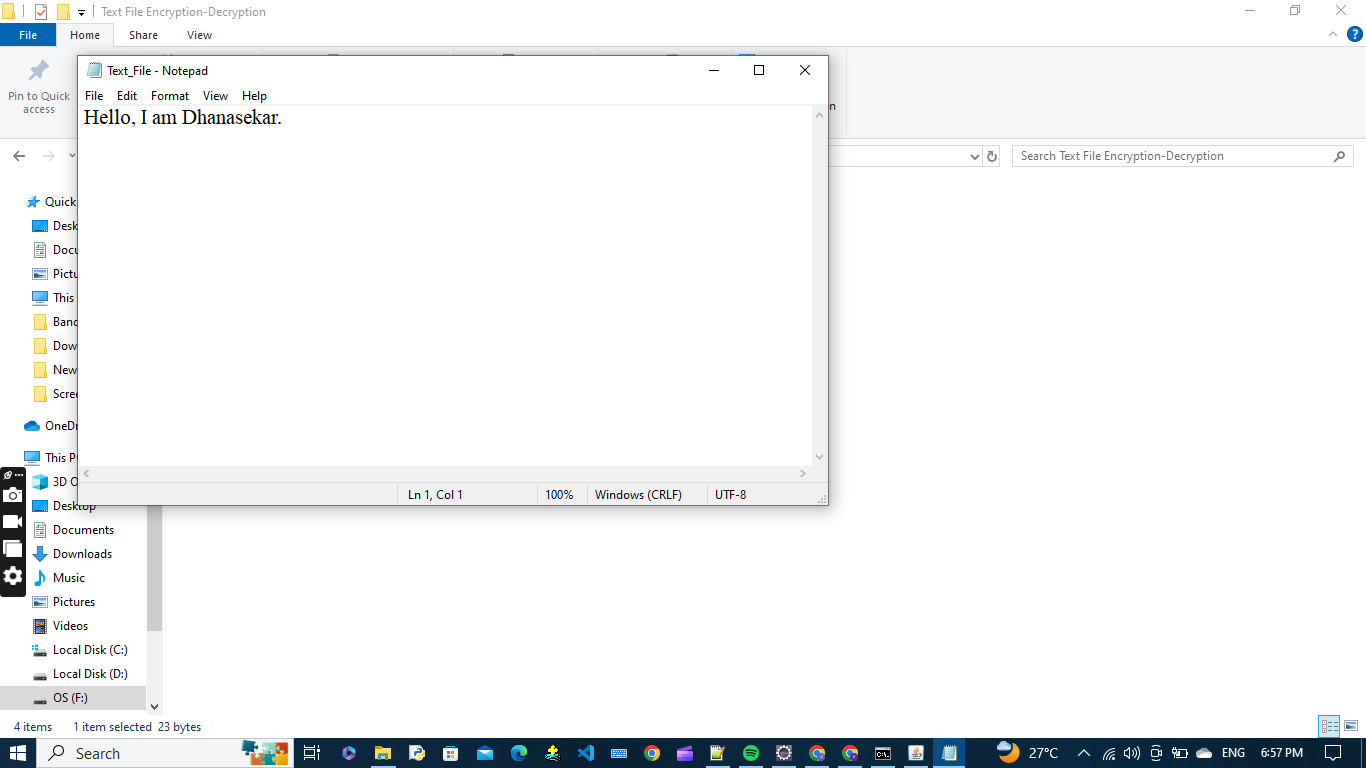 Text File Encryption-Decryption
File Home Share View
Pin to Quick
access
Text_File - Notepad
File Edit Format View Help
Hello, I am Dhanasekar.
Search Text File Encryption-Decryption
Quick
Desk
Docu
Pictu
This
Band
Dow
New
Scree
OneDr
This P
3D O
Desktop
Documents
Downloads
Music
Pictures
Videos
Local Disk (C:)
Local Disk (D:)
OS (F:)
Ln 1, Col 1 100% Windows (CRLF) UTF-8
4 items 1 item selected 23 bytes
Search 27°C ENG 6:57 PM